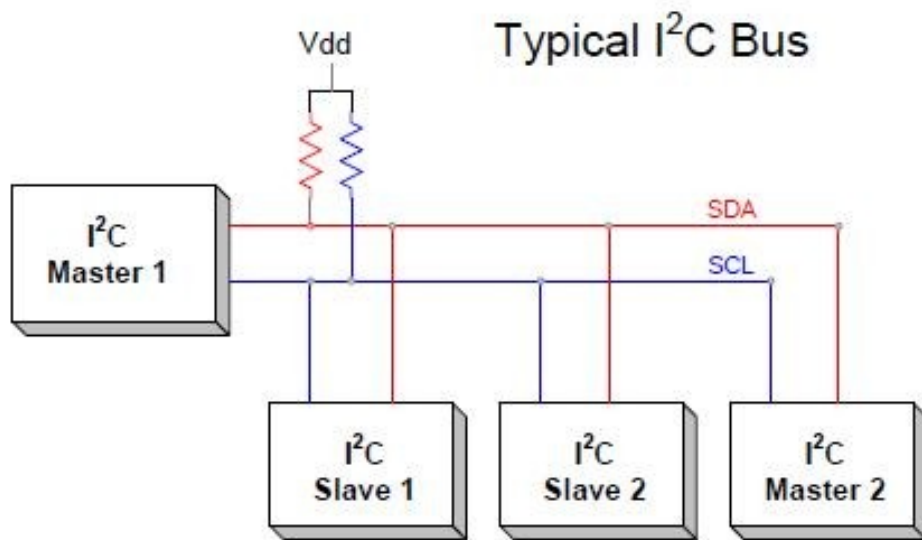 Typical I²C Bus
Vdd
I²C
Master 1
SDA
SCL
I²C
Slave 1
I²C
Slave 2
I²C
Master 2